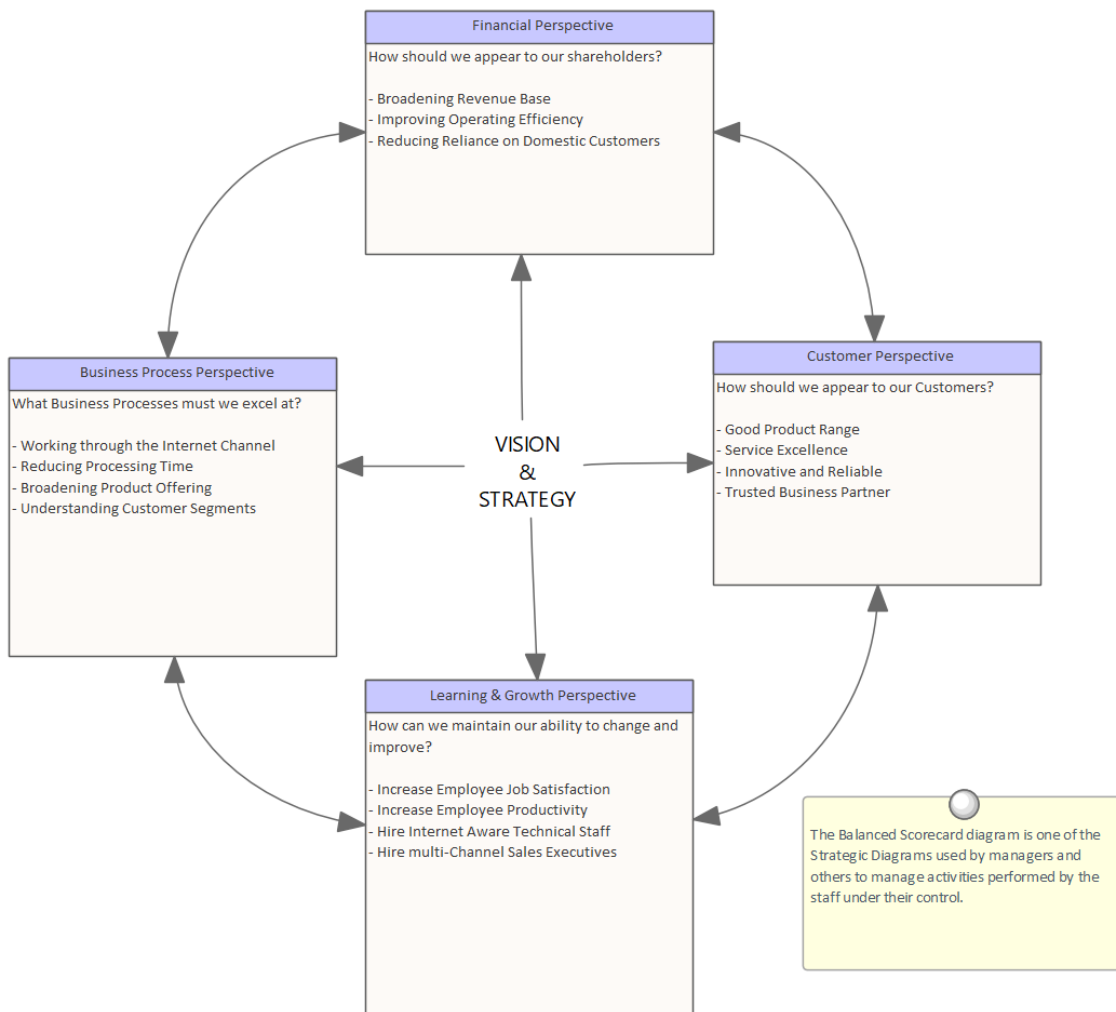 Financial Perspective
How should we appear to our shareholders?
- Broadening Revenue Base
- Improving Operating Efficiency
- Reducing Reliance on Domestic Customers
Business Process Perspective
What Business Processes must we excel at?
- Working through the Internet Channel
- Reducing Processing Time
- Broadening Product Offering
- Understanding Customer Segments
VISION
&
STRATEGY
Customer Perspective
How should we appear to our Customers?
- Good Product Range
- Service Excellence
- Innovative and Reliable
- Trusted Business Partner
Learning & Growth Perspective
How can we maintain our ability to change and
improve?
- Increase Employee Job Satisfaction
- Increase Employee Productivity
- Hire Internet Aware Technical Staff
- Hire multi-Channel Sales Executives
The Balanced Scorecard diagram is one of the
Strategic Diagrams used by managers and
others to manage activities performed by the
staff under their control.